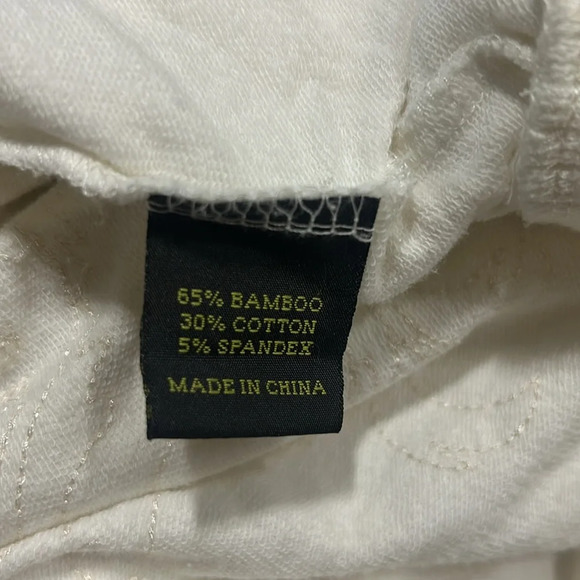 65% BAMBOO
30% COTTON
5% SPANDEX
MADE IN CHINA